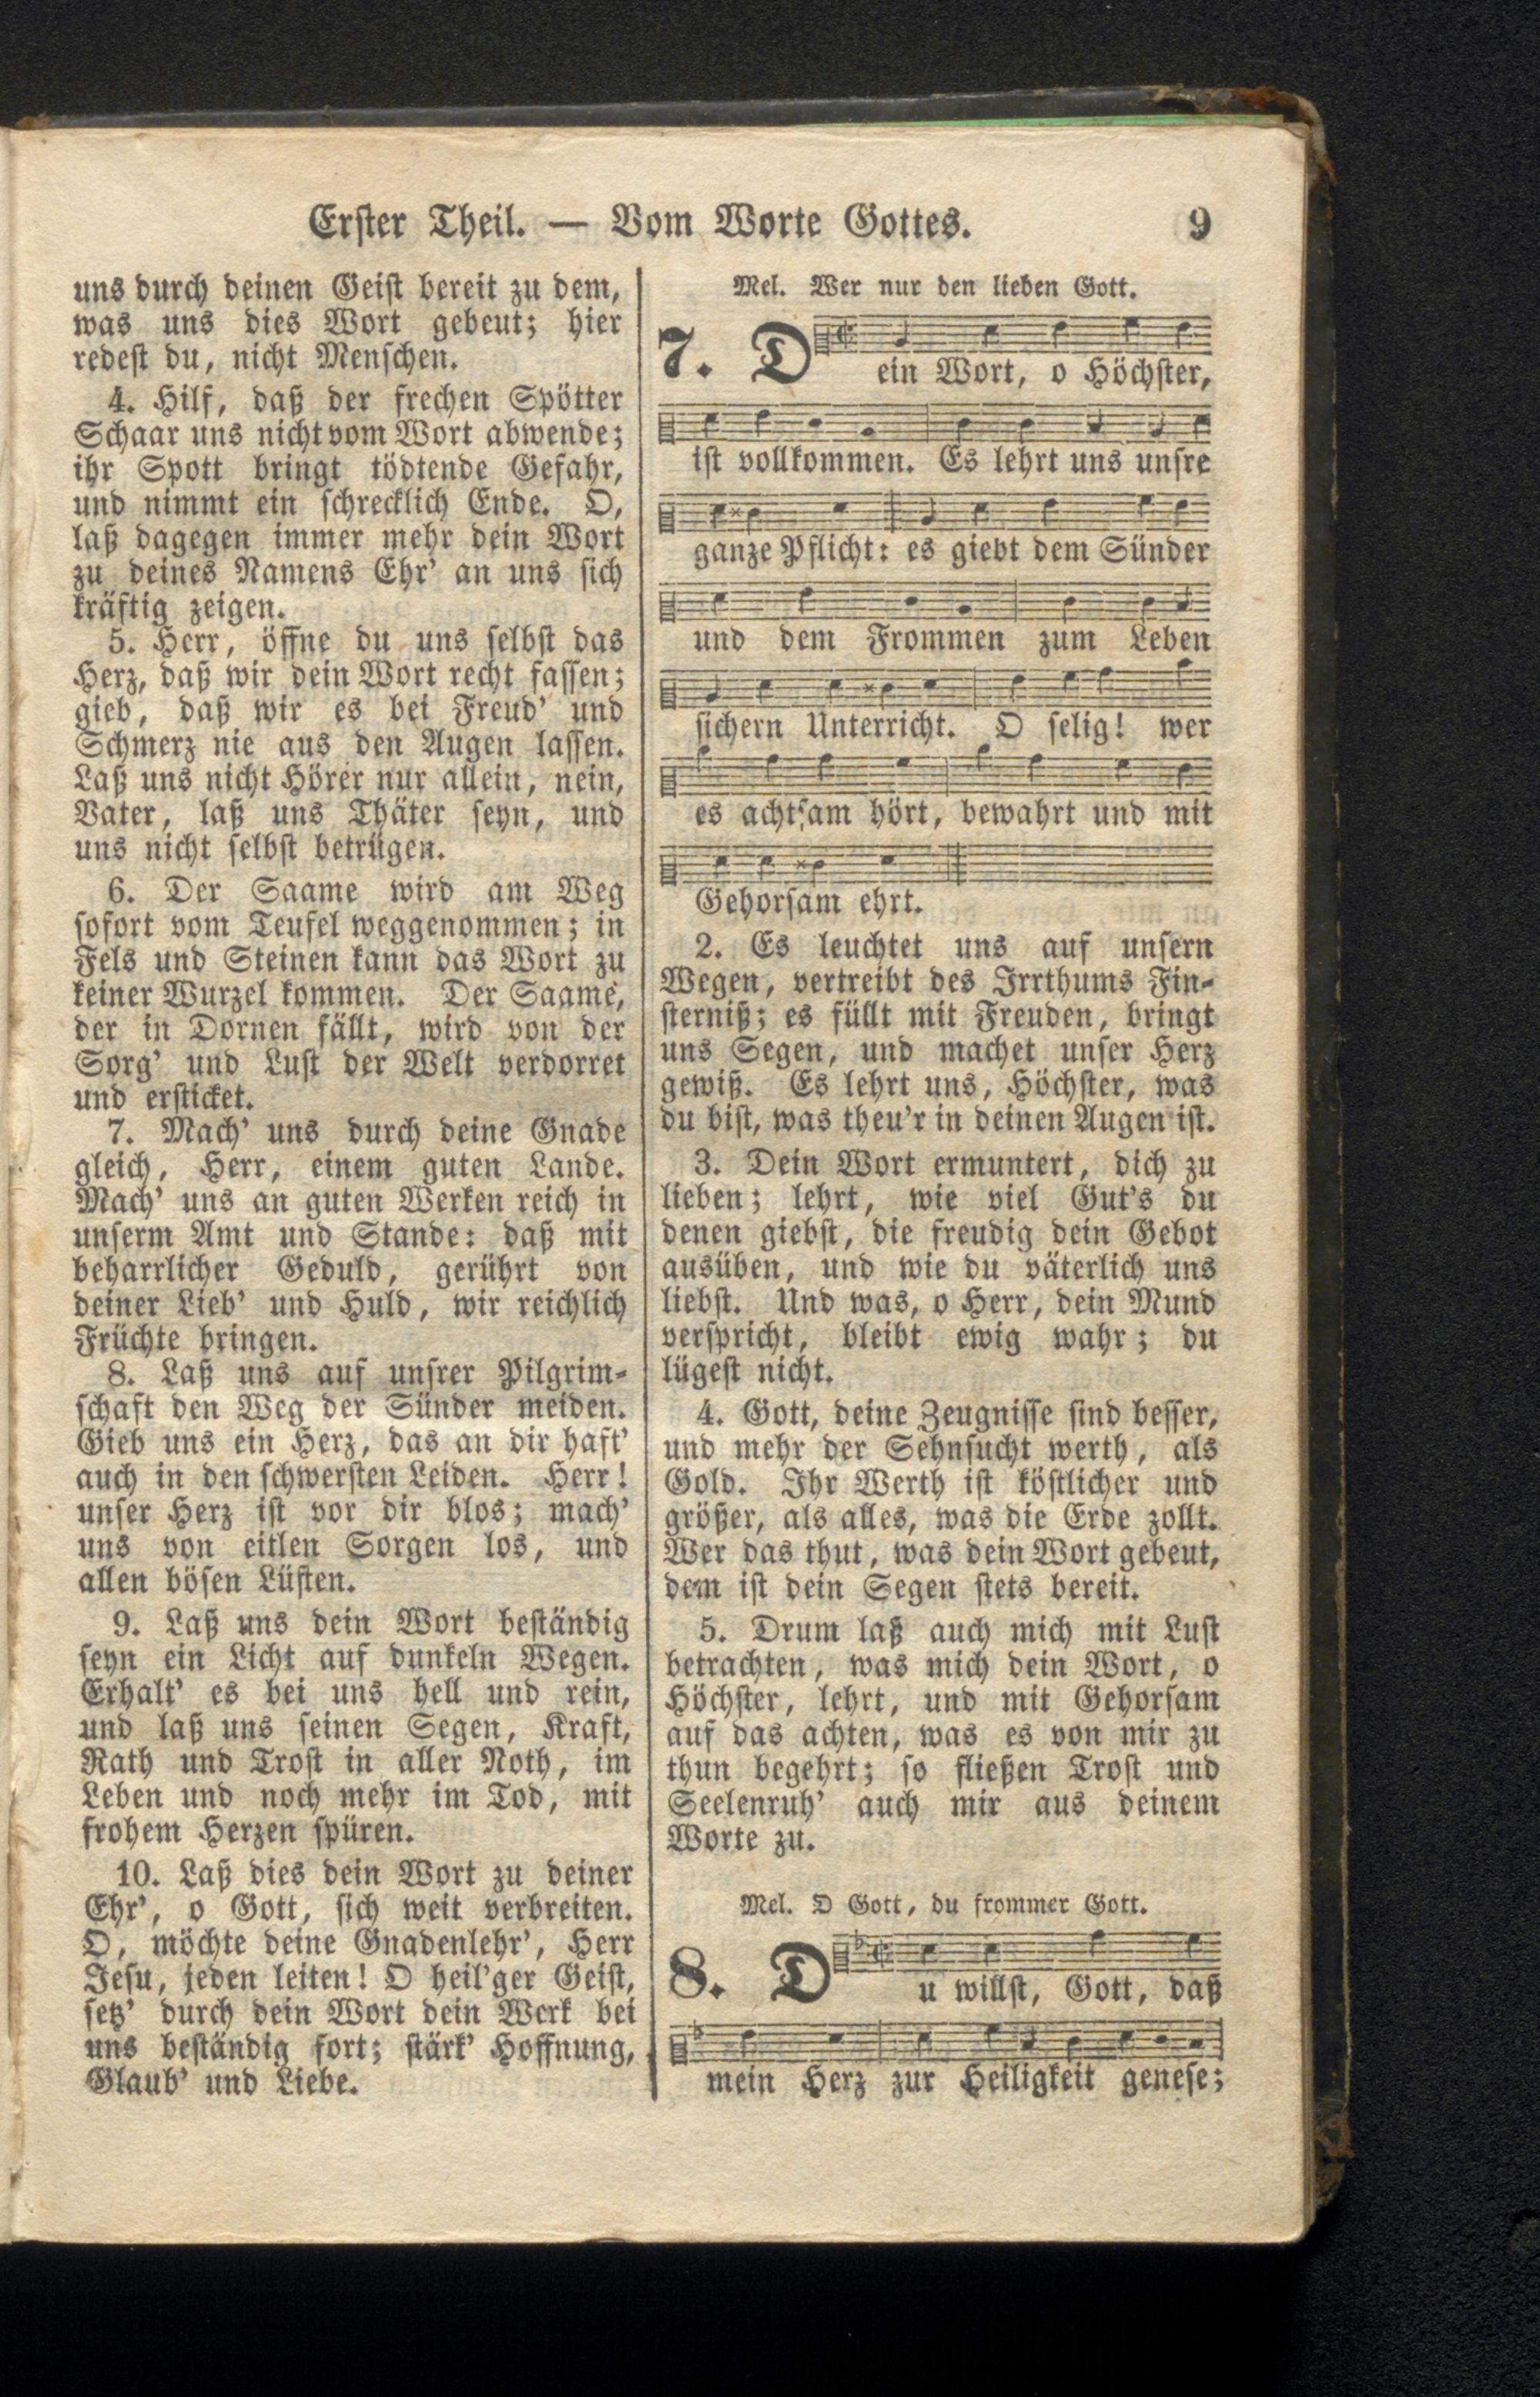 Erster Theil. — Vom Worte Gottes. 9
uns durch deinen Geist bereit zu dem,
was uns dies Wort gebeut; hier
redest du, nicht Menschen.
4. Hilf, daß der frechen Spötter
Schaar uns nicht vom Wort abwende;
ihr Spott bringt tödtende Gefahr,
und nimmt ein schrecklich Ende. O,
laß dagegen immer mehr dein Wort
zu deines Namens Ehr' an uns sich
kräftig zeigen.
5. Herr, öffne du uns selbst das
Herz, daß wir dein Wort recht fassen;
gieb, daß wir es bei Freud' und
Schmerz nie aus den Augen lassen.
Laß uns nicht Hörer nur allein, nein,
Vater, laß uns Thäter seyn, und
uns nicht selbst betrügen.
6. Der Saame wird am Weg
sofort vom Teufel weggenommen; in
Fels und Steinen kann das Wort zu
keiner Wurzel kommen. Der Saame,
der in Dornen fällt, wird von der
Sorg' und Lust der Welt verdorret
und ersticket.
7. Mach' uns durch deine Gnade
gleich, Herr, einem guten Lande.
Mach' uns an guten Werken reich in
unserm Amt und Stande: daß mit
beharrlicher Geduld, gerührt von
deiner Lieb' und Huld, wir reichlich
Früchte bringen.
8. Laß uns auf unsrer Pilgrim-
schaft den Weg der Sünder meiden.
Gieb uns ein Herz, das an dir haft'
auch in den schwersten Leiden. Herr!
unser Herz ist vor dir blos; mach'
uns von eitlen Sorgen los, und
allen bösen Lüsten.
9. Laß uns dein Wort beständig
seyn ein Licht auf dunkeln Wegen.
Erhalt' es bei uns hell und rein,
und laß uns seinen Segen, Kraft,
Rath und Trost in aller Noth, im
Leben und noch mehr im Tod, mit
frohem Herzen spüren.
10. Laß dies dein Wort zu deiner
Ehr', o Gott, sich weit verbreiten.
O, möchte deine Gnadenlehr', Herr
Jesu, jeden leiten! O heil'ger Geist,
setz' durch dein Wort dein Werk bei
uns beständig fort; stärk' Hoffnung,
Glaub' und Liebe.
Mel. Wer nur den lieben Gott.
7. Dein Wort, o Höchster,
ist vollkommen. Es lehrt uns unsre
ganze Pflicht: es giebt dem Sünder
und dem Frommen zum Leben
sichern Unterricht. O selig! wer
es achtsam hört, bewahrt und mit
Gehorsam ehrt.
2. Es leuchtet uns auf unsern
Wegen, vertreibt des Irrthums Fin-
sterniß; es füllt mit Freuden, bringt
uns Segen, und machet unser Herz
gewiß. Es lehrt uns, Höchster, was
du bist, was theu'r in deinen Augen ist.
3. Dein Wort ermuntert, dich zu
lieben; lehrt, wie viel Gut's du
denen giebst, die freudig dein Gebot
ausüben, und wie du väterlich uns
liebst. Und was, o Herr, dein Mund
verspricht, bleibt ewig wahr; du
lügest nicht.
4. Gott, deine Zeugnisse sind besser,
und mehr der Sehnsucht werth, als
Gold. Ihr Werth ist köstlicher und
größer, als alles, was die Erde zollt.
Wer das thut, was dein Wort gebeut,
dem ist dein Segen stets bereit.
5. Drum laß auch mich mit Lust
betrachten, was mich dein Wort, o
Höchster, lehrt, und mit Gehorsam
auf das achten, was es von mir zu
thun begehrt; so fließen Trost und
Seelenruh' auch mir aus deinem
Worte zu.
Mel. O Gott, du frommer Gott.
8. Du willst, Gott, daß
mein Herz zur Heiligkeit genese;